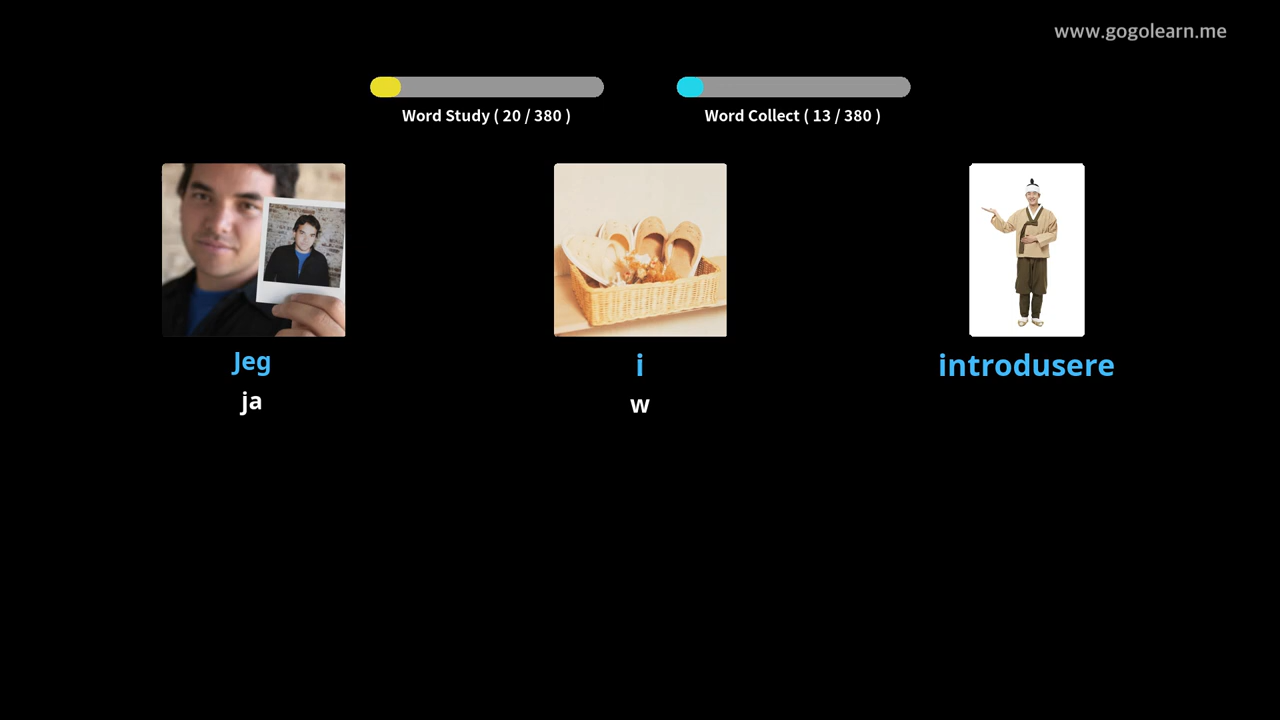 www.gogolearn.me
Word Study ( 20 / 380 )
Word Collect ( 13 / 380 )
Jeg
ja
i
w
introdusere